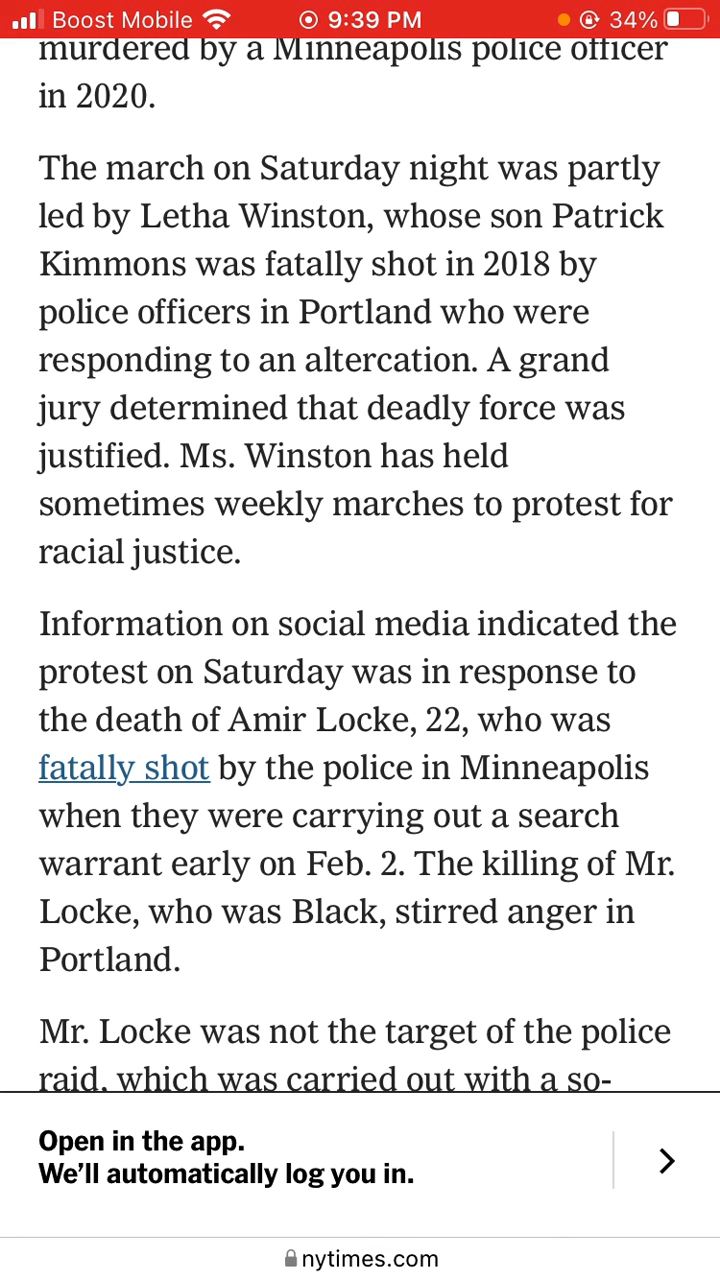 Boost Mobile 9:39 PM 34%
murdered by a Minneapolis police officer
in 2020.
The march on Saturday night was partly
led by Letha Winston, whose son Patrick
Kimmons was fatally shot in 2018 by
police officers in Portland who were
responding to an altercation. A grand
jury determined that deadly force was
justified. Ms. Winston has held
sometimes weekly marches to protest for
racial justice.
Information on social media indicated the
protest on Saturday was in response to
the death of Amir Locke, 22, who was
fatally shot by the police in Minneapolis
when they were carrying out a search
warrant early on Feb. 2. The killing of Mr.
Locke, who was Black, stirred anger in
Portland.
Mr. Locke was not the target of the police
raid, which was carried out with a so-
Open in the app.
We'll automatically log you in.
nytimes.com